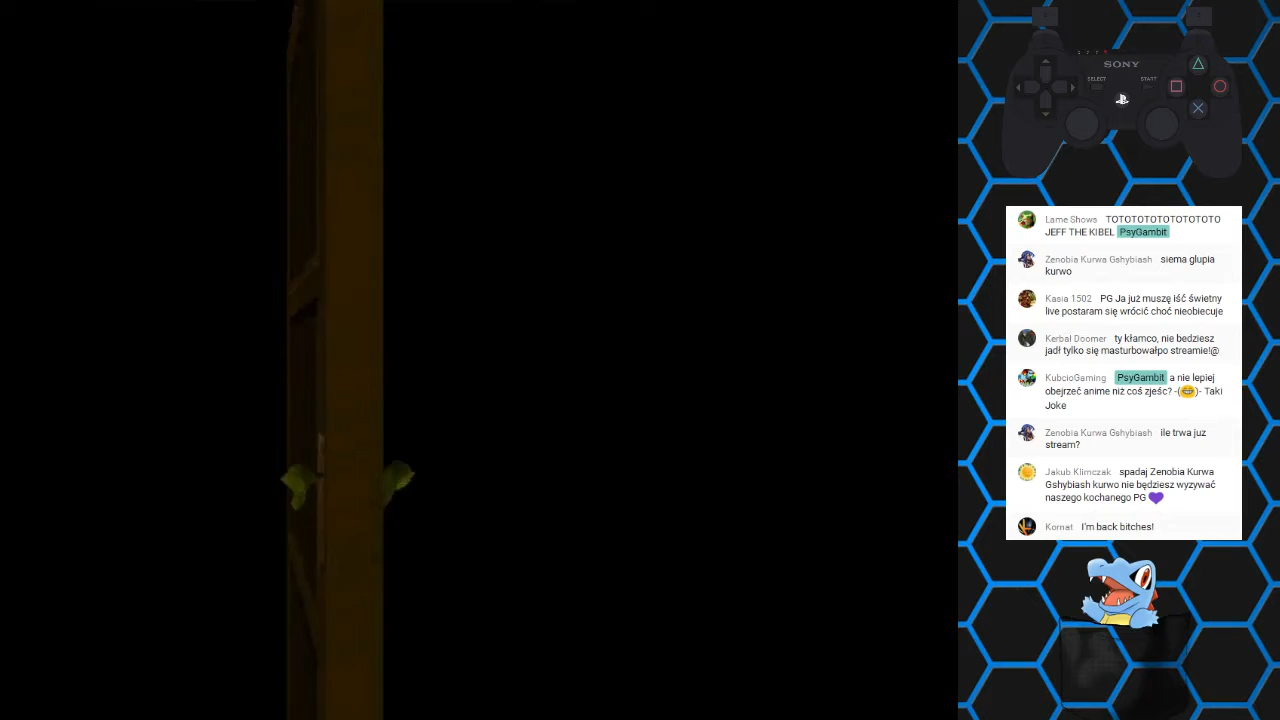 SONY
SELECT
START
Lame Shows TOTOTOTOTOTOTOTOTO
JEFF THE KIBEL PsyGambit
Zenobia Kurwa Gshybiash siema glupia
kurwo
Kasia 1502 PG Ja już muszę iść świetny
live postaram się wrócić choć nieobiecuje
Kerbal Doomer ty kłamco, nie bedziesz
jadł tylko się masturbowałpo streamie!@
KubcioGaming PsyGambit a nie lepiej
obejrzeć anime niż coś zjeść? -(😂)- Taki
Joke
Zenobia Kurwa Gshybiash ile trwa juz
stream?
Jakub Klimczak spadaj Zenobia Kurwa
Gshybiash kurwo nie będziesz wyzywać
naszego kochanego PG 💜
Kornat I'm back bitches!